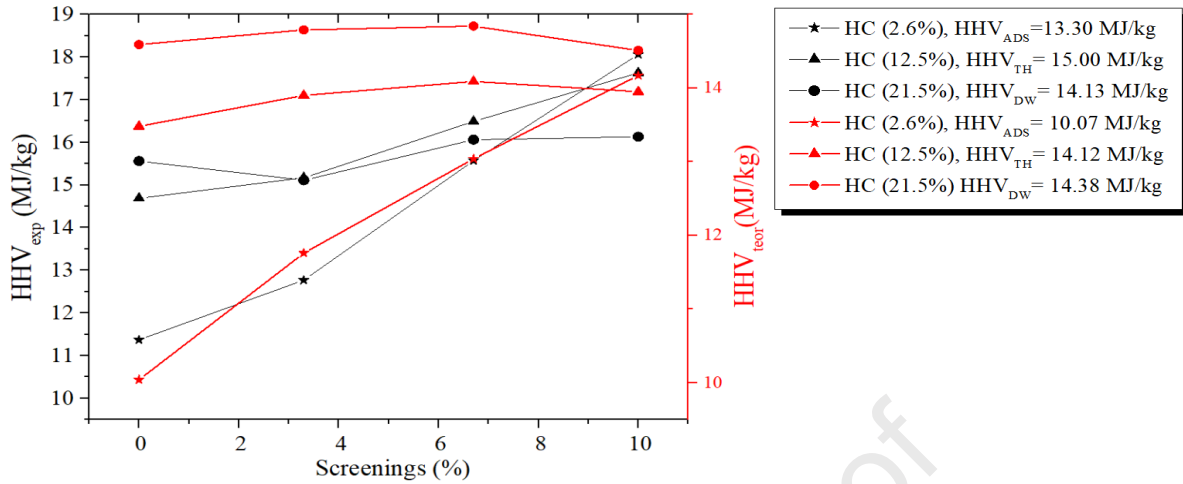 19
18
17
16
15
14
13
12
11
10
HHVexp (MJ/kg)
0
2
4
6
8
10
Screenings (%)
14
12
10
HHVteor(MJ/kg)
HC (2.6%), HHVADS=13.30 MJ/kg
HC (12.5%), HHVTH= 15.00 MJ/kg
HC (21.5%), HHVDW= 14.13 MJ/kg
HC (2.6%), HHVADS= 10.07 MJ/kg
HC (12.5%), HHVTH= 14.12 MJ/kg
HC (21.5%) HHVDW= 14.38 MJ/kg
of